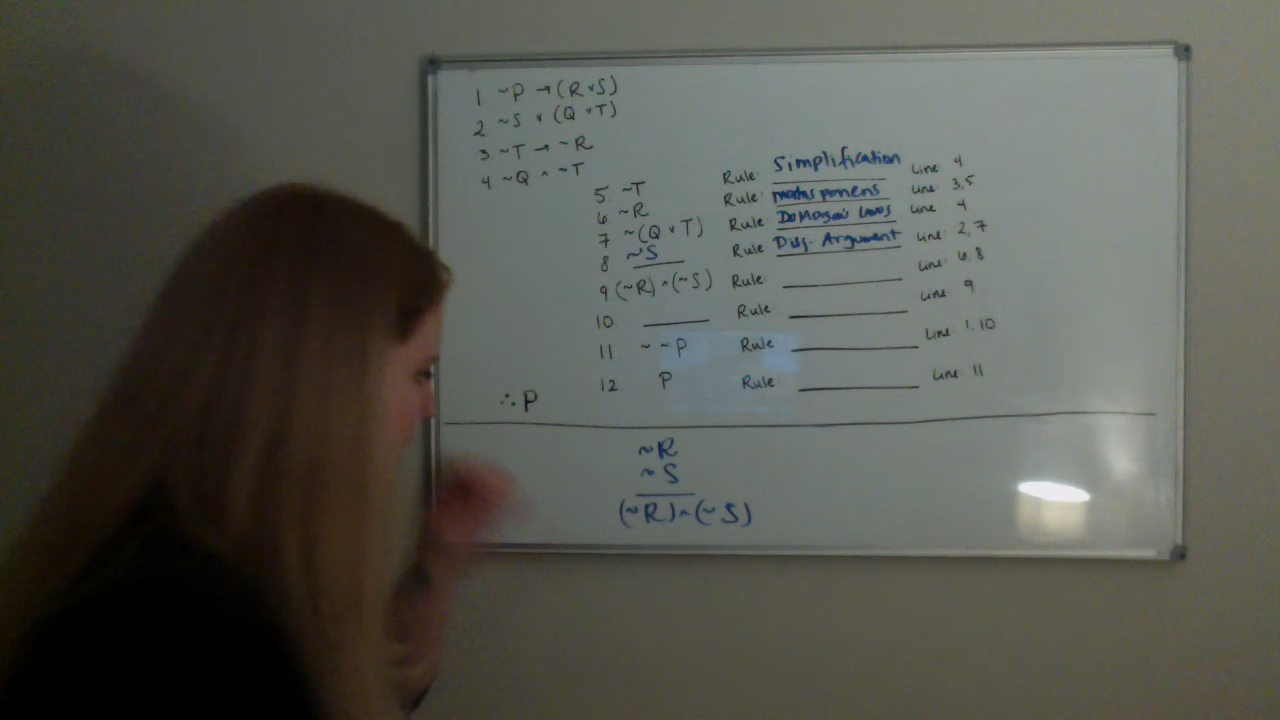 1 ~P → (R ∨ S)
2 ~S ∨ (Q ∨ T)
3 ~T → ~R
4 ~Q ∧ ~T
5 ~T Rule: Simplification Line: 4
6 ~R Rule: modus ponens Line: 3,5
7 ~(Q ∨ T) Rule DeMorgan's Laws Line 4
8 ~S Rule Disj. Argument Line: 2,7
9 (~R) ∧ (~S) Rule: Line: 6,8
10 Rule: Line: 9
11 ~~P Rule Line: 1,10
12 P Rule Line: 11
∴ P
~R
~S
(~R) ∧ (~S)